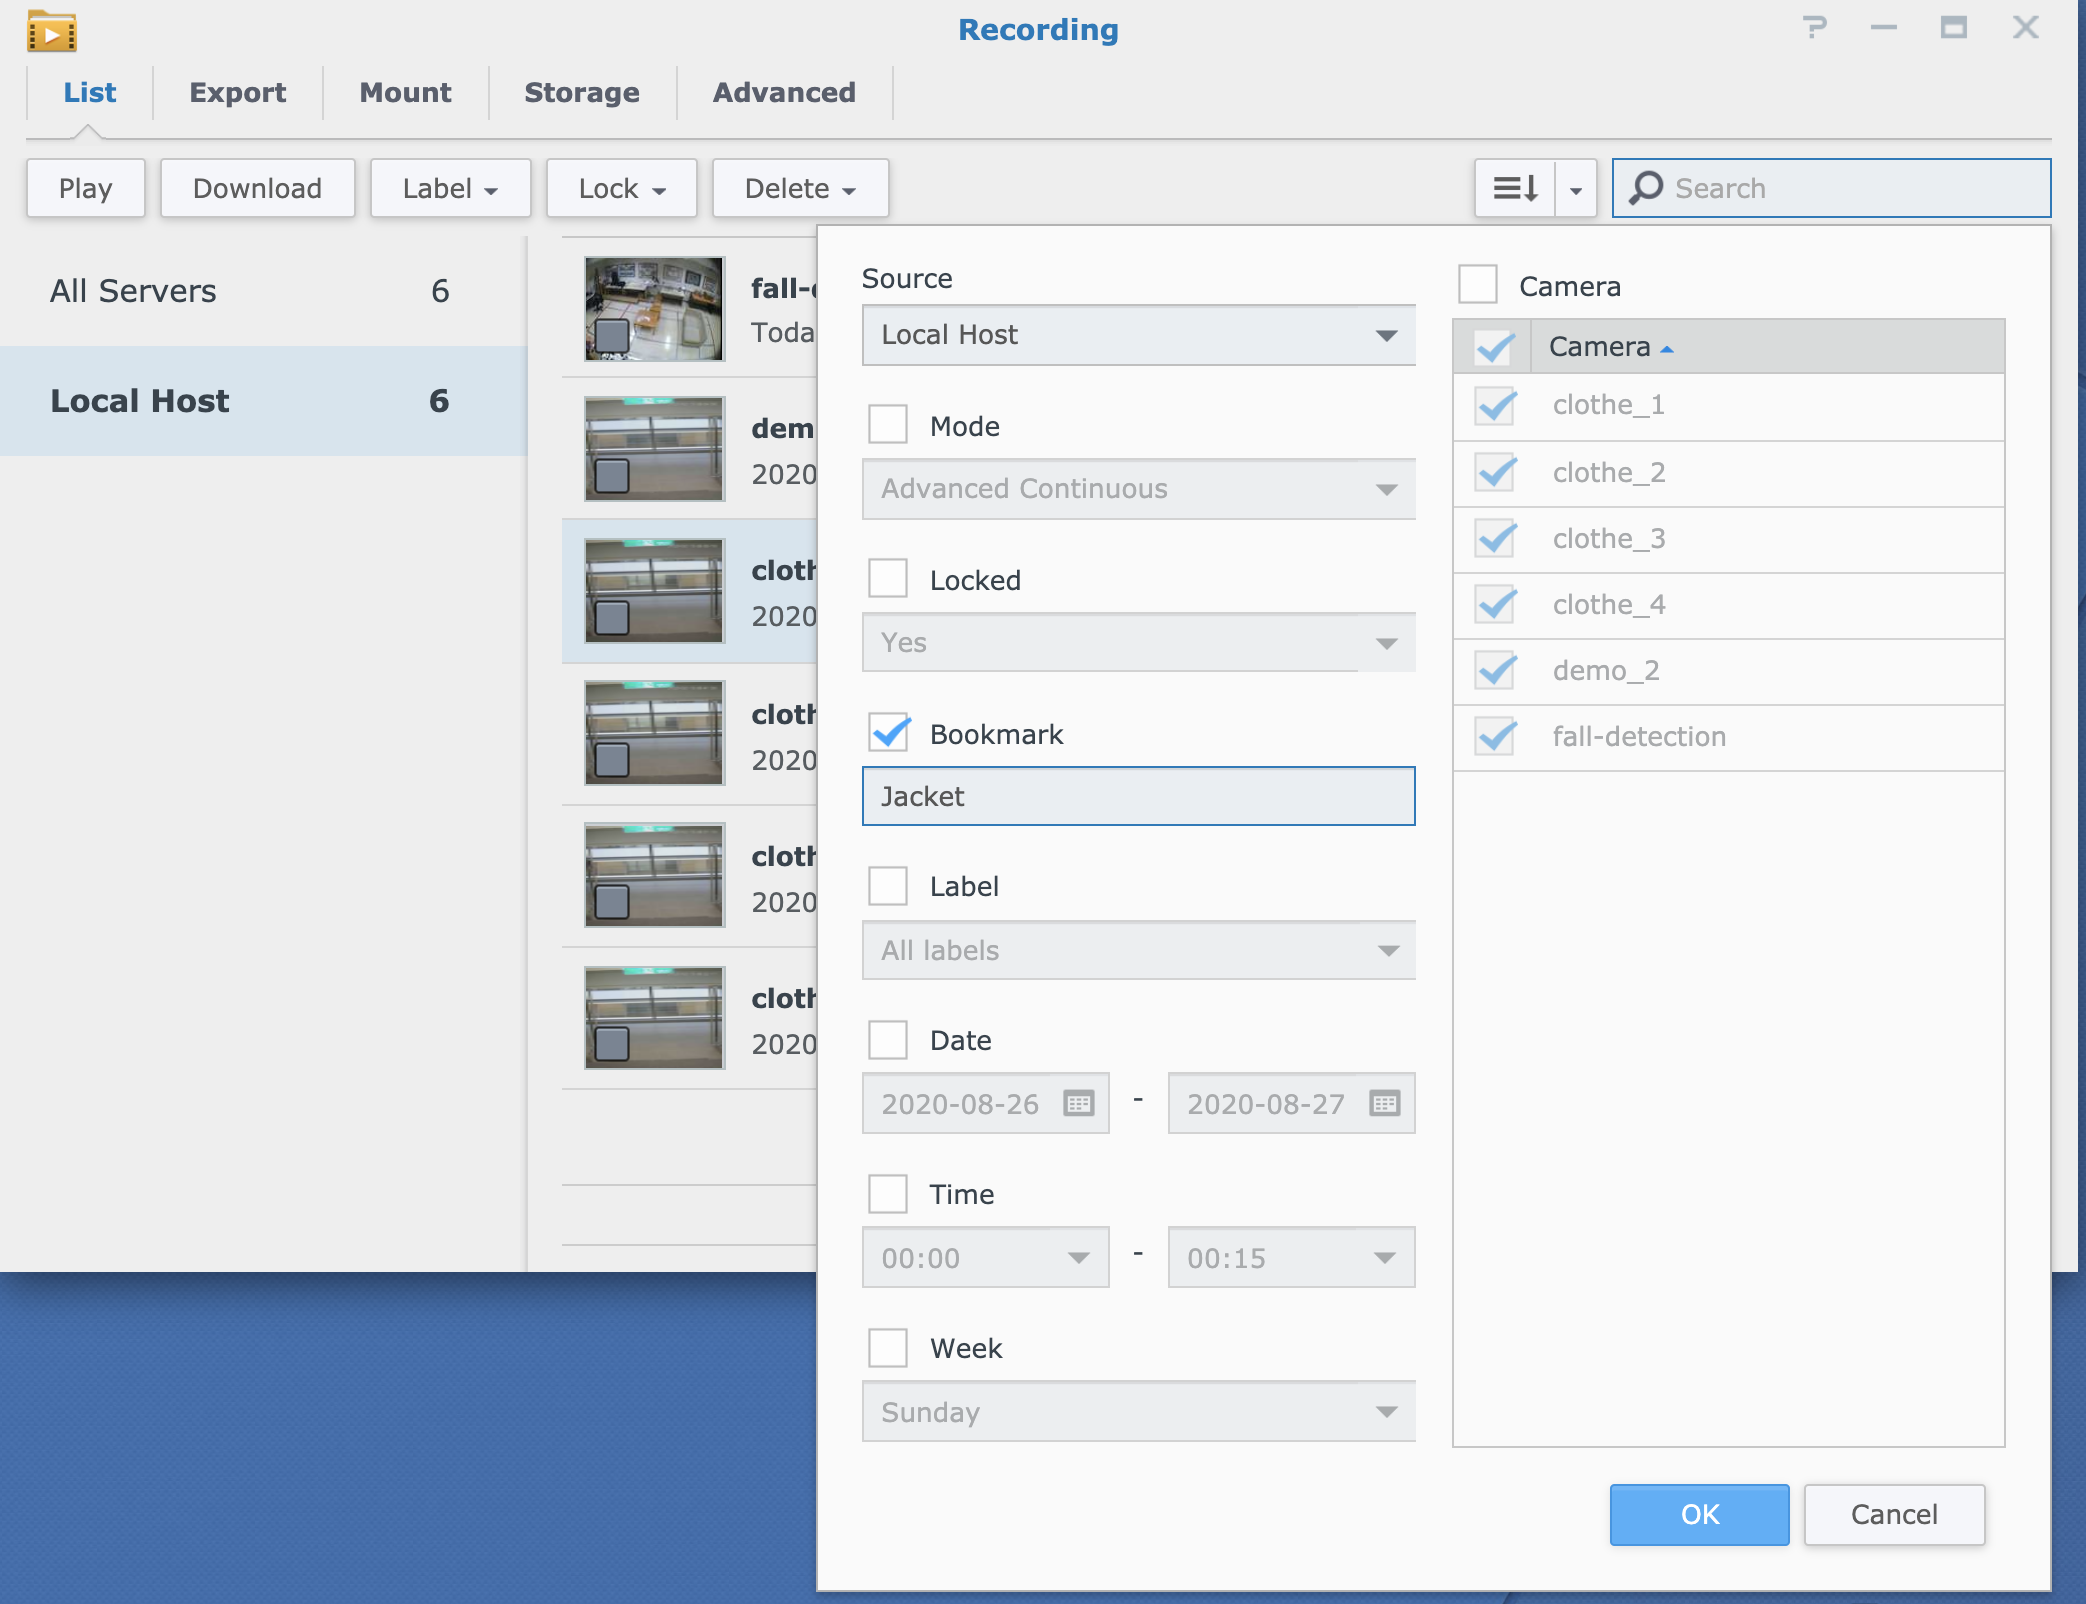 Recording
List
Export
Mount
Storage
Advanced
Play
Download
Label
Lock
Delete
Search
All Servers 6
Local Host 6
Toda
dem
2020
cloth
2020
cloth
2020
cloth
2020
cloth
2020
Source
Local Host
Mode
Advanced Continuous
Locked
Yes
Bookmark
Jacket
Label
All labels
Date
2020-08-26 - 2020-08-27
Time
00:00 - 00:15
Week
Sunday
Camera
Camera
clothe_1
clothe_2
clothe_3
clothe_4
demo_2
fall-detection
OK
Cancel